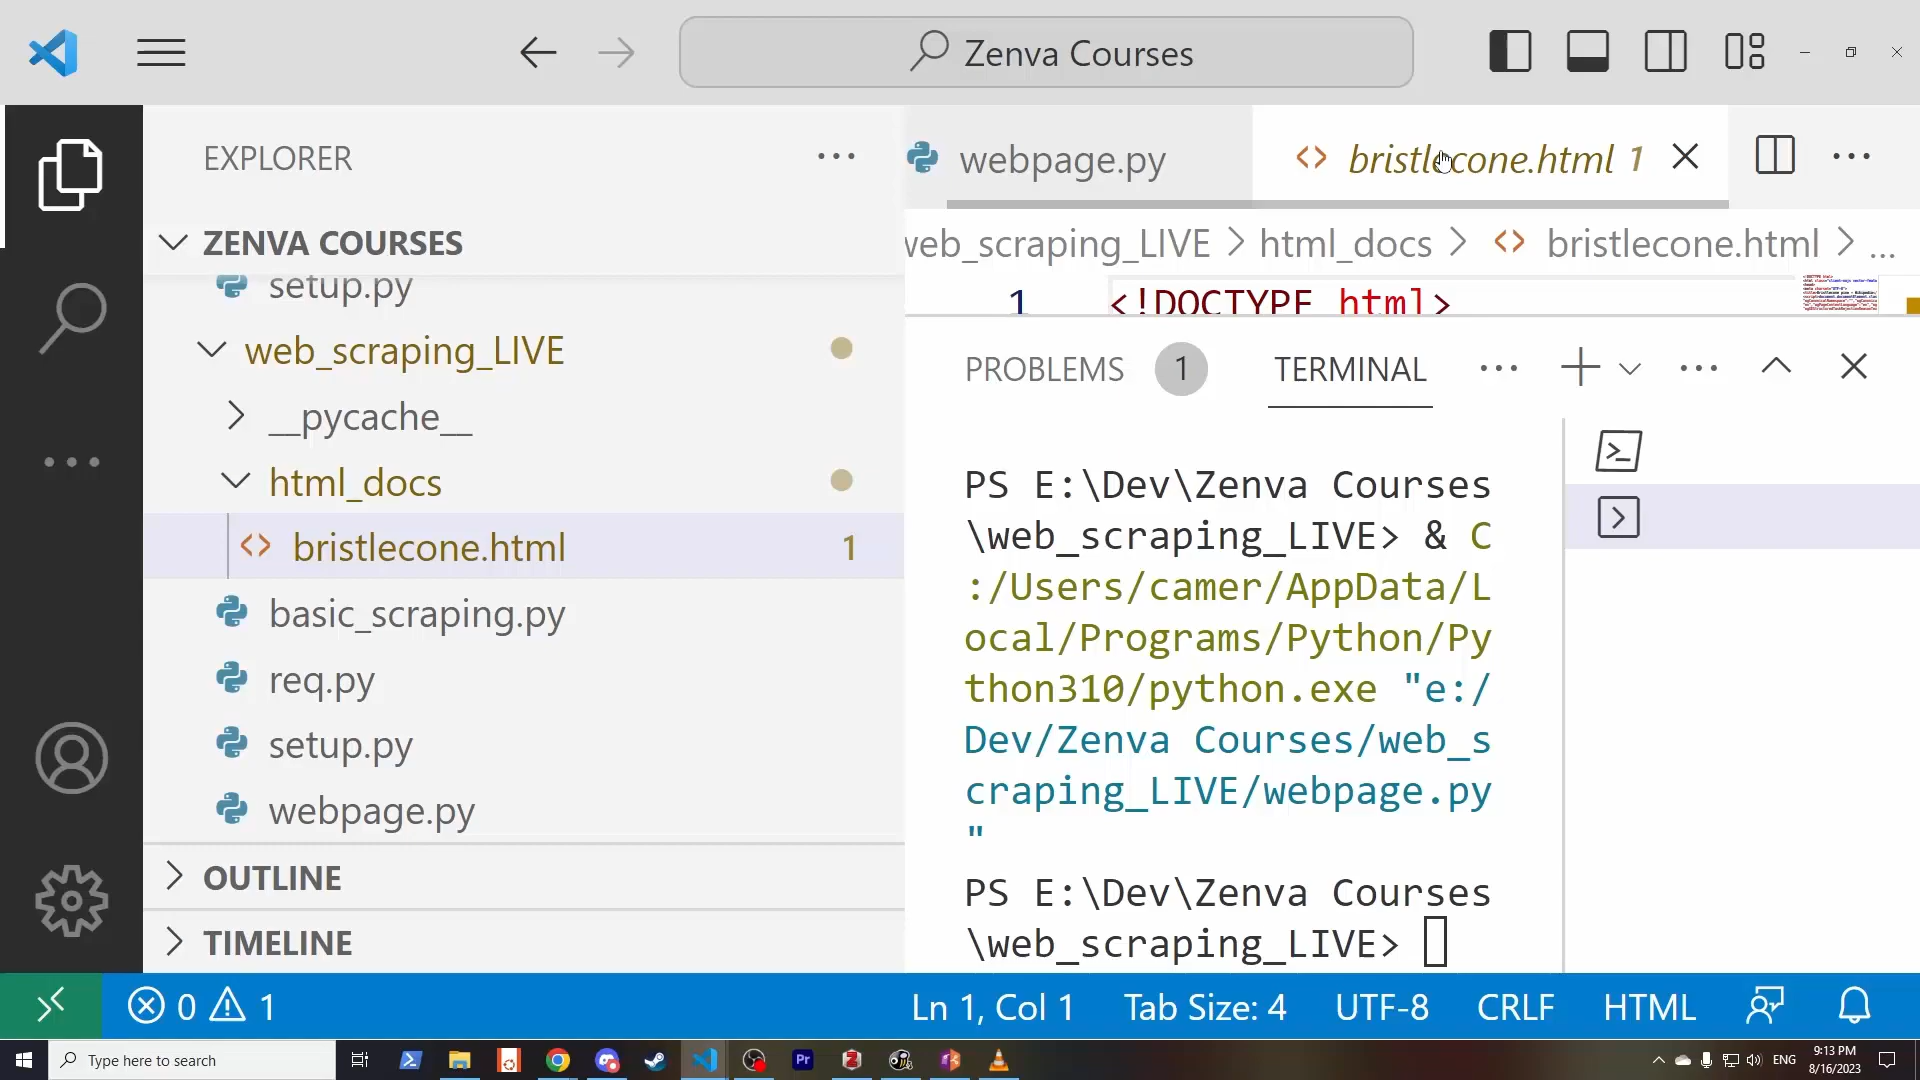 Zenva Courses
EXPLORER
ZENVA COURSES
setup.py
web_scraping_LIVE
__pycache__
html_docs
bristlecone.html 1
basic_scraping.py
req.py
setup.py
webpage.py
OUTLINE
TIMELINE
webpage.py
bristlecone.html 1
web_scraping_LIVE > html_docs > bristlecone.html > ...
1 <!DOCTYPE html>
PROBLEMS 1 TERMINAL
PS E:\Dev\Zenva Courses
\web_scraping_LIVE> & C
:/Users/camer/AppData/L
ocal/Programs/Python/Py
thon310/python.exe "e:/
Dev/Zenva Courses/web_s
craping_LIVE/webpage.py
"
PS E:\Dev\Zenva Courses
\web_scraping_LIVE>
0 1 Ln 1, Col 1 Tab Size: 4 UTF-8 CRLF HTML
Type here to search
Pr
ENG
9:13 PM
8/16/2023